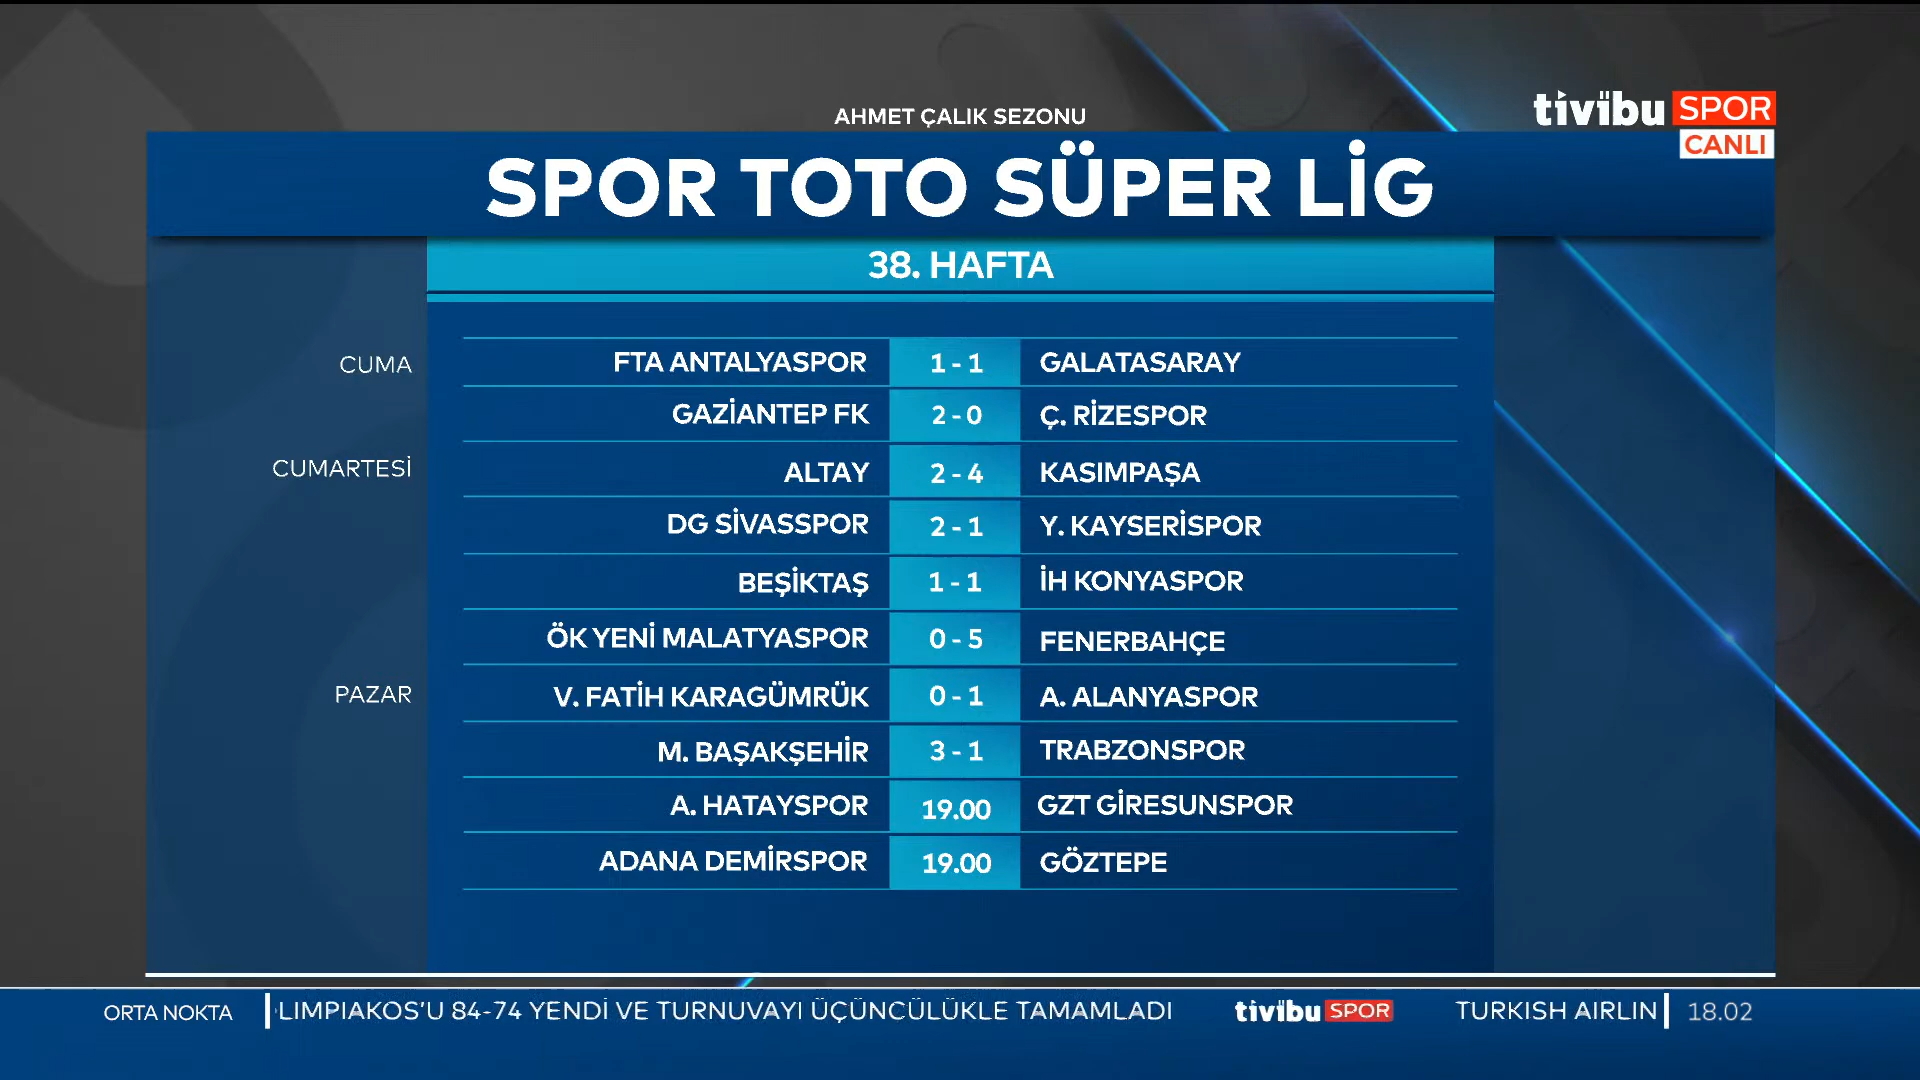 AHMET ÇALIK SEZONU
tivibu SPOR
CANLI
SPOR TOTO SÜPER LİG
38. HAFTA
CUMA FTA ANTALYASPOR 1 - 1 GALATASARAY
GAZİANTEP FK 2 - 0 Ç. RİZESPOR
CUMARTESİ ALTAY 2 - 4 KASIMPAŞA
DG SİVASSPOR 2 - 1 Y. KAYSERİSPOR
BEŞİKTAŞ 1 - 1 İH KONYASPOR
ÖK YENİ MALATYASPOR 0 - 5 FENERBAHÇE
PAZAR V. FATİH KARAGÜMRÜK 0 - 1 A. ALANYASPOR
M. BAŞAKŞEHİR 3 - 1 TRABZONSPOR
A. HATAYSPOR 19.00 GZT GİRESUNSPOR
ADANA DEMİRSPOR 19.00 GÖZTEPE
ORTA NOKTA LIMPIAKOS'U 84-74 YENDİ VE TURNUVAYI ÜÇÜNCÜLÜKLE TAMAMLADI tivibu SPOR TURKISH AIRLIN 18.02